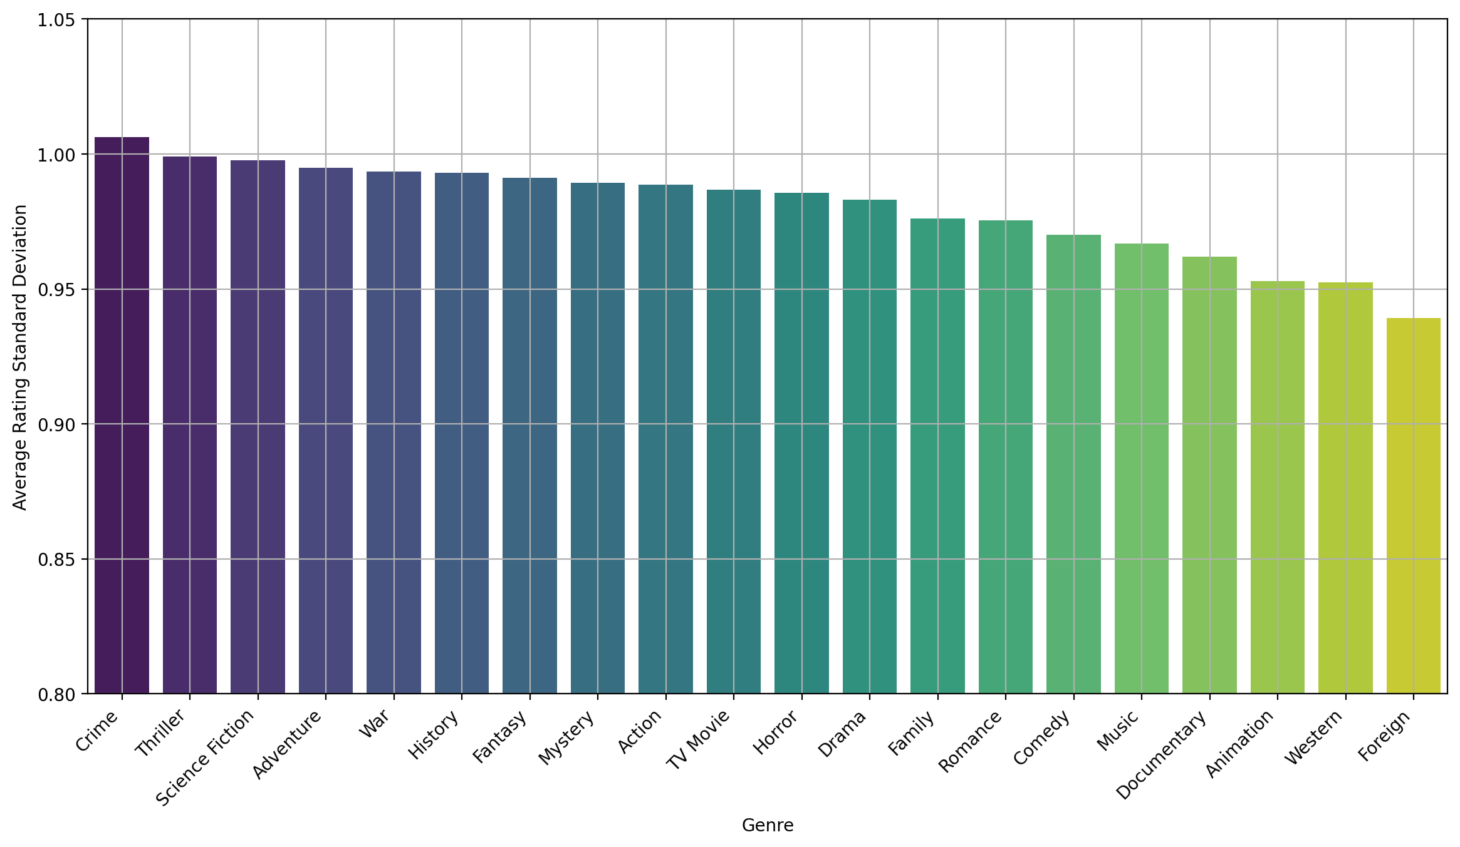 1.05
1.00
0.95
0.90
0.85
0.80
Average Rating Standard Deviation
Crime
Thriller
Science Fiction
Adventure
War
History
Fantasy
Mystery
Action
TV Movie
Horror
Drama
Family
Romance
Comedy
Music
Documentary
Animation
Western
Foreign
Genre